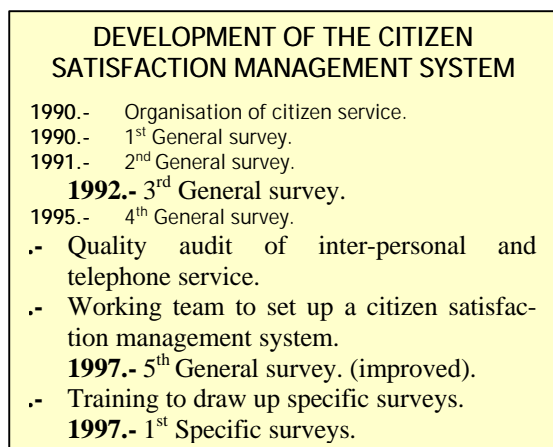 DEVELOPMENT OF THE CITIZEN
SATISFACTION MANAGEMENT SYSTEM
1990.- Organisation of citizen service.
1990.- 1st General survey.
1991.- 2nd General survey.
1992.- 3rd General survey.
1995.- 4th General survey.
.- Quality audit of inter-personal and
telephone service.
.- Working team to set up a citizen satisfac-
tion management system.
1997.- 5th General survey. (improved).
.- Training to draw up specific surveys.
1997.- 1st Specific surveys.